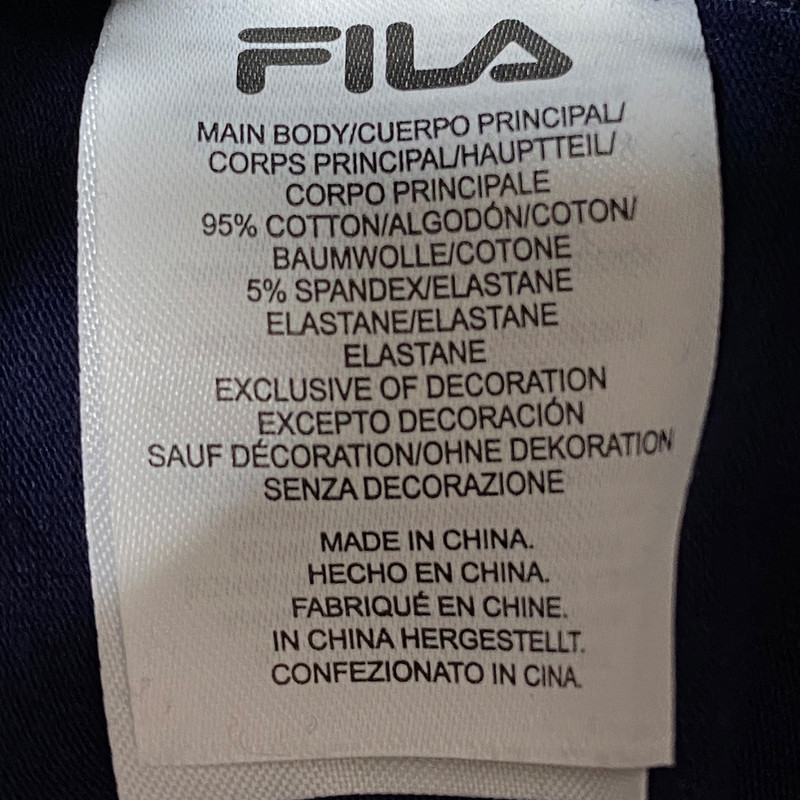 FILA
MAIN BODY/CUERPO PRINCIPAL/
CORPS PRINCIPAL/HAUPTTEIL/
CORPO PRINCIPALE
95% COTTON/ALGODÓN/COTON/
BAUMWOLLE/COTONE
5% SPANDEX/ELASTANE
ELASTANE/ELASTANE
ELASTANE
EXCLUSIVE OF DECORATION
EXCEPTO DECORACIÓN
SAUF DÉCORATION/OHNE DEKORATION
SENZA DECORAZIONE
MADE IN CHINA.
HECHO EN CHINA.
FABRIQUÉ EN CHINE.
IN CHINA HERGESTELLT.
CONFEZIONATO IN CINA.